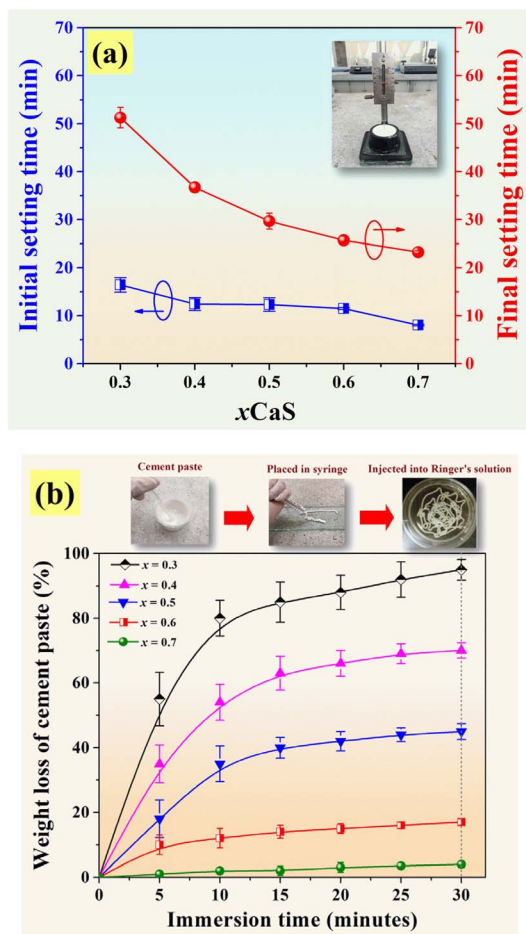 (a)
Initial setting time (min)
70
60
50
40
30
20
10
0
Final setting time (min)
70
60
50
40
30
20
10
0
0.3 0.4 0.5 0.6 0.7
xCaS
(b)
Cement paste
Placed in syringe
Injected into Ringer's solution
Weight loss of cement paste (%)
100
80
60
40
20
0
x = 0.3
x = 0.4
x = 0.5
x = 0.6
x = 0.7
0 5 10 15 20 25 30
Immersion time (minutes)